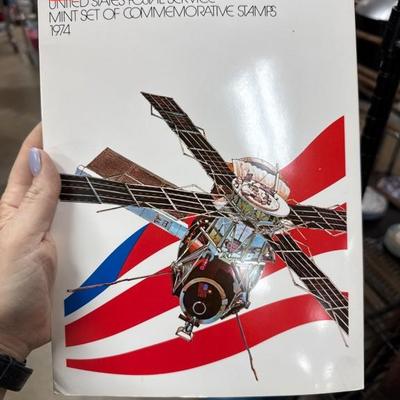 UNITED STATES POSTAL SERVICE
MINT SET OF COMMEMORATIVE STAMPS
1974